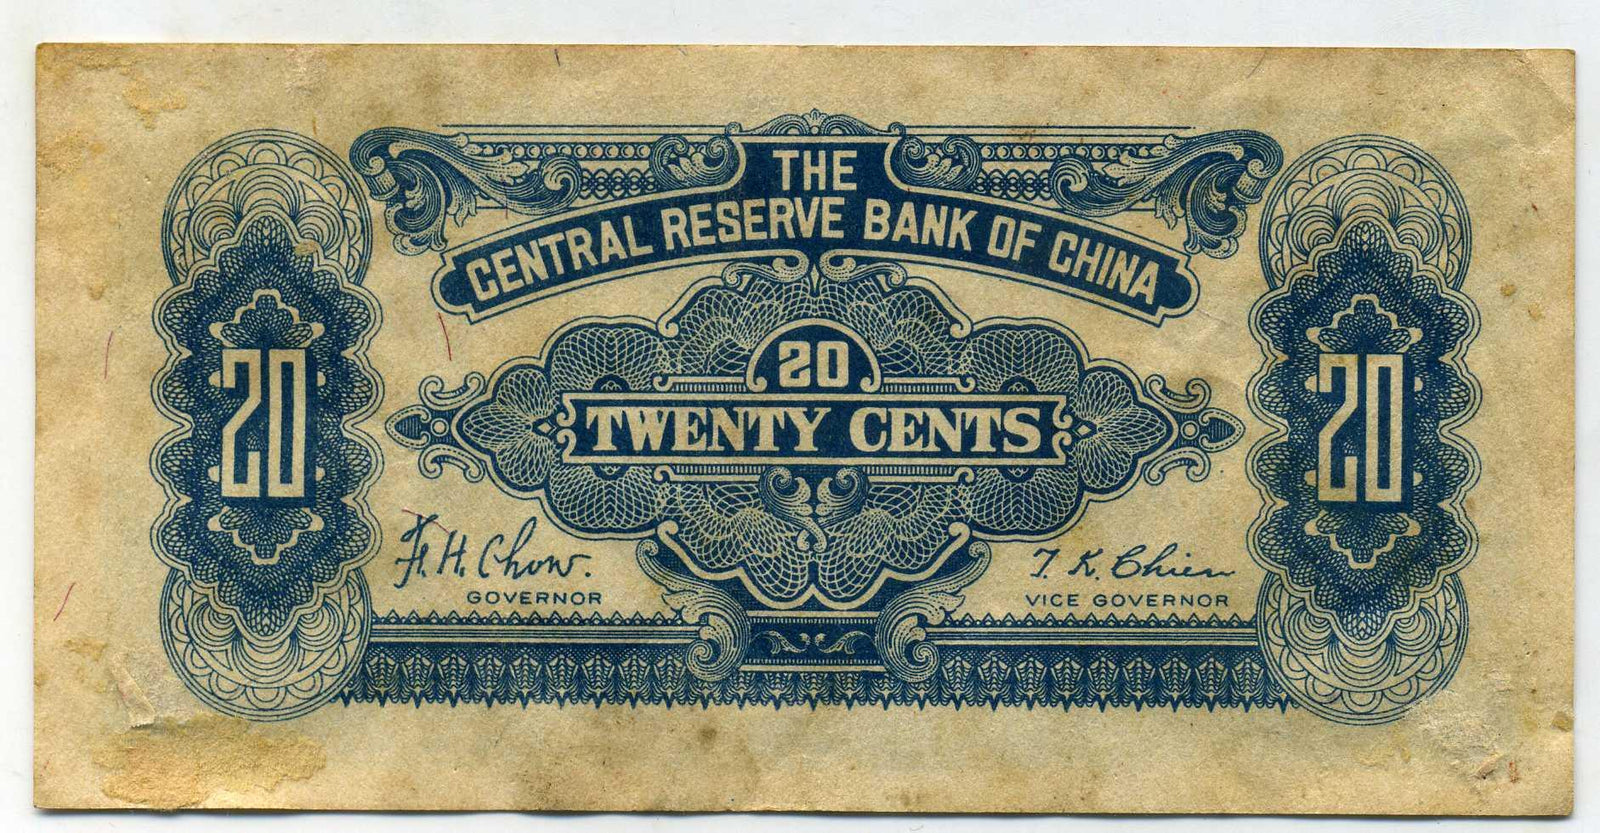 THE
CENTRAL RESERVE BANK OF CHINA
20
20 TWENTY CENTS 20
F. H. Chow.
GOVERNOR
T. K. Chien
VICE GOVERNOR